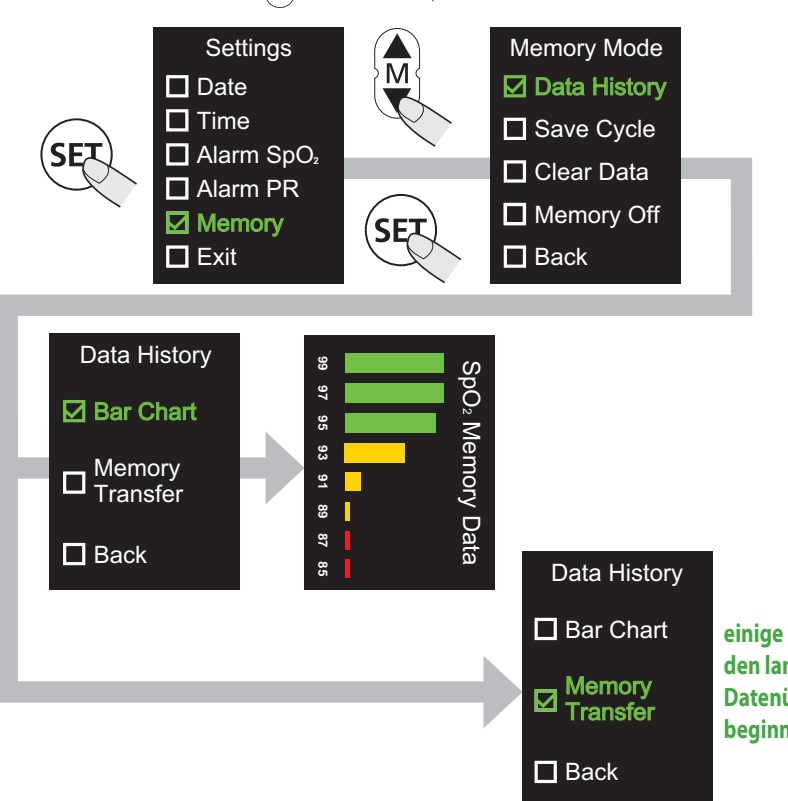 Settings
Date
Time
Alarm SpO₂
Alarm PR
Memory
Exit
SET
M
SET
Memory Mode
Data History
Save Cycle
Clear Data
Memory Off
Back
Data History
Bar Chart
Memory
Transfer
Back
SpO₂ Memory Data
99
97
95
93
91
89
87
85
Data History
Bar Chart
Memory
Transfer
Back
einige